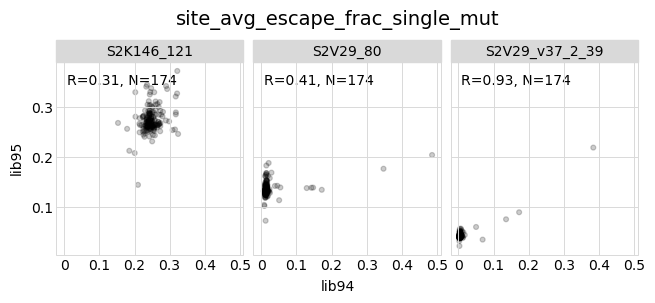 site_avg_escape_frac_single_mut
S2K146_121 S2V29_80 S2V29_v37_2_39
R=0.31, N=174 R=0.41, N=174 R=0.93, N=174
0.3
0.2
0.1
lib95
0 0.1 0.2 0.3 0.4 0.5 0 0.1 0.2 0.3 0.4 0.5 0 0.1 0.2 0.3 0.4 0.5
lib94